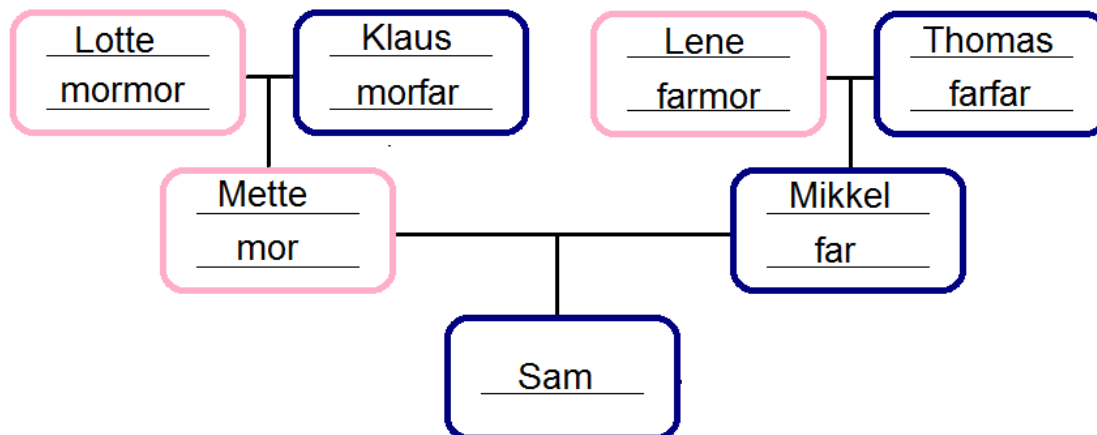 Lotte
mormor
Klaus
morfar
Lene
farmor
Thomas
farfar
Mette
mor
Mikkel
far
Sam